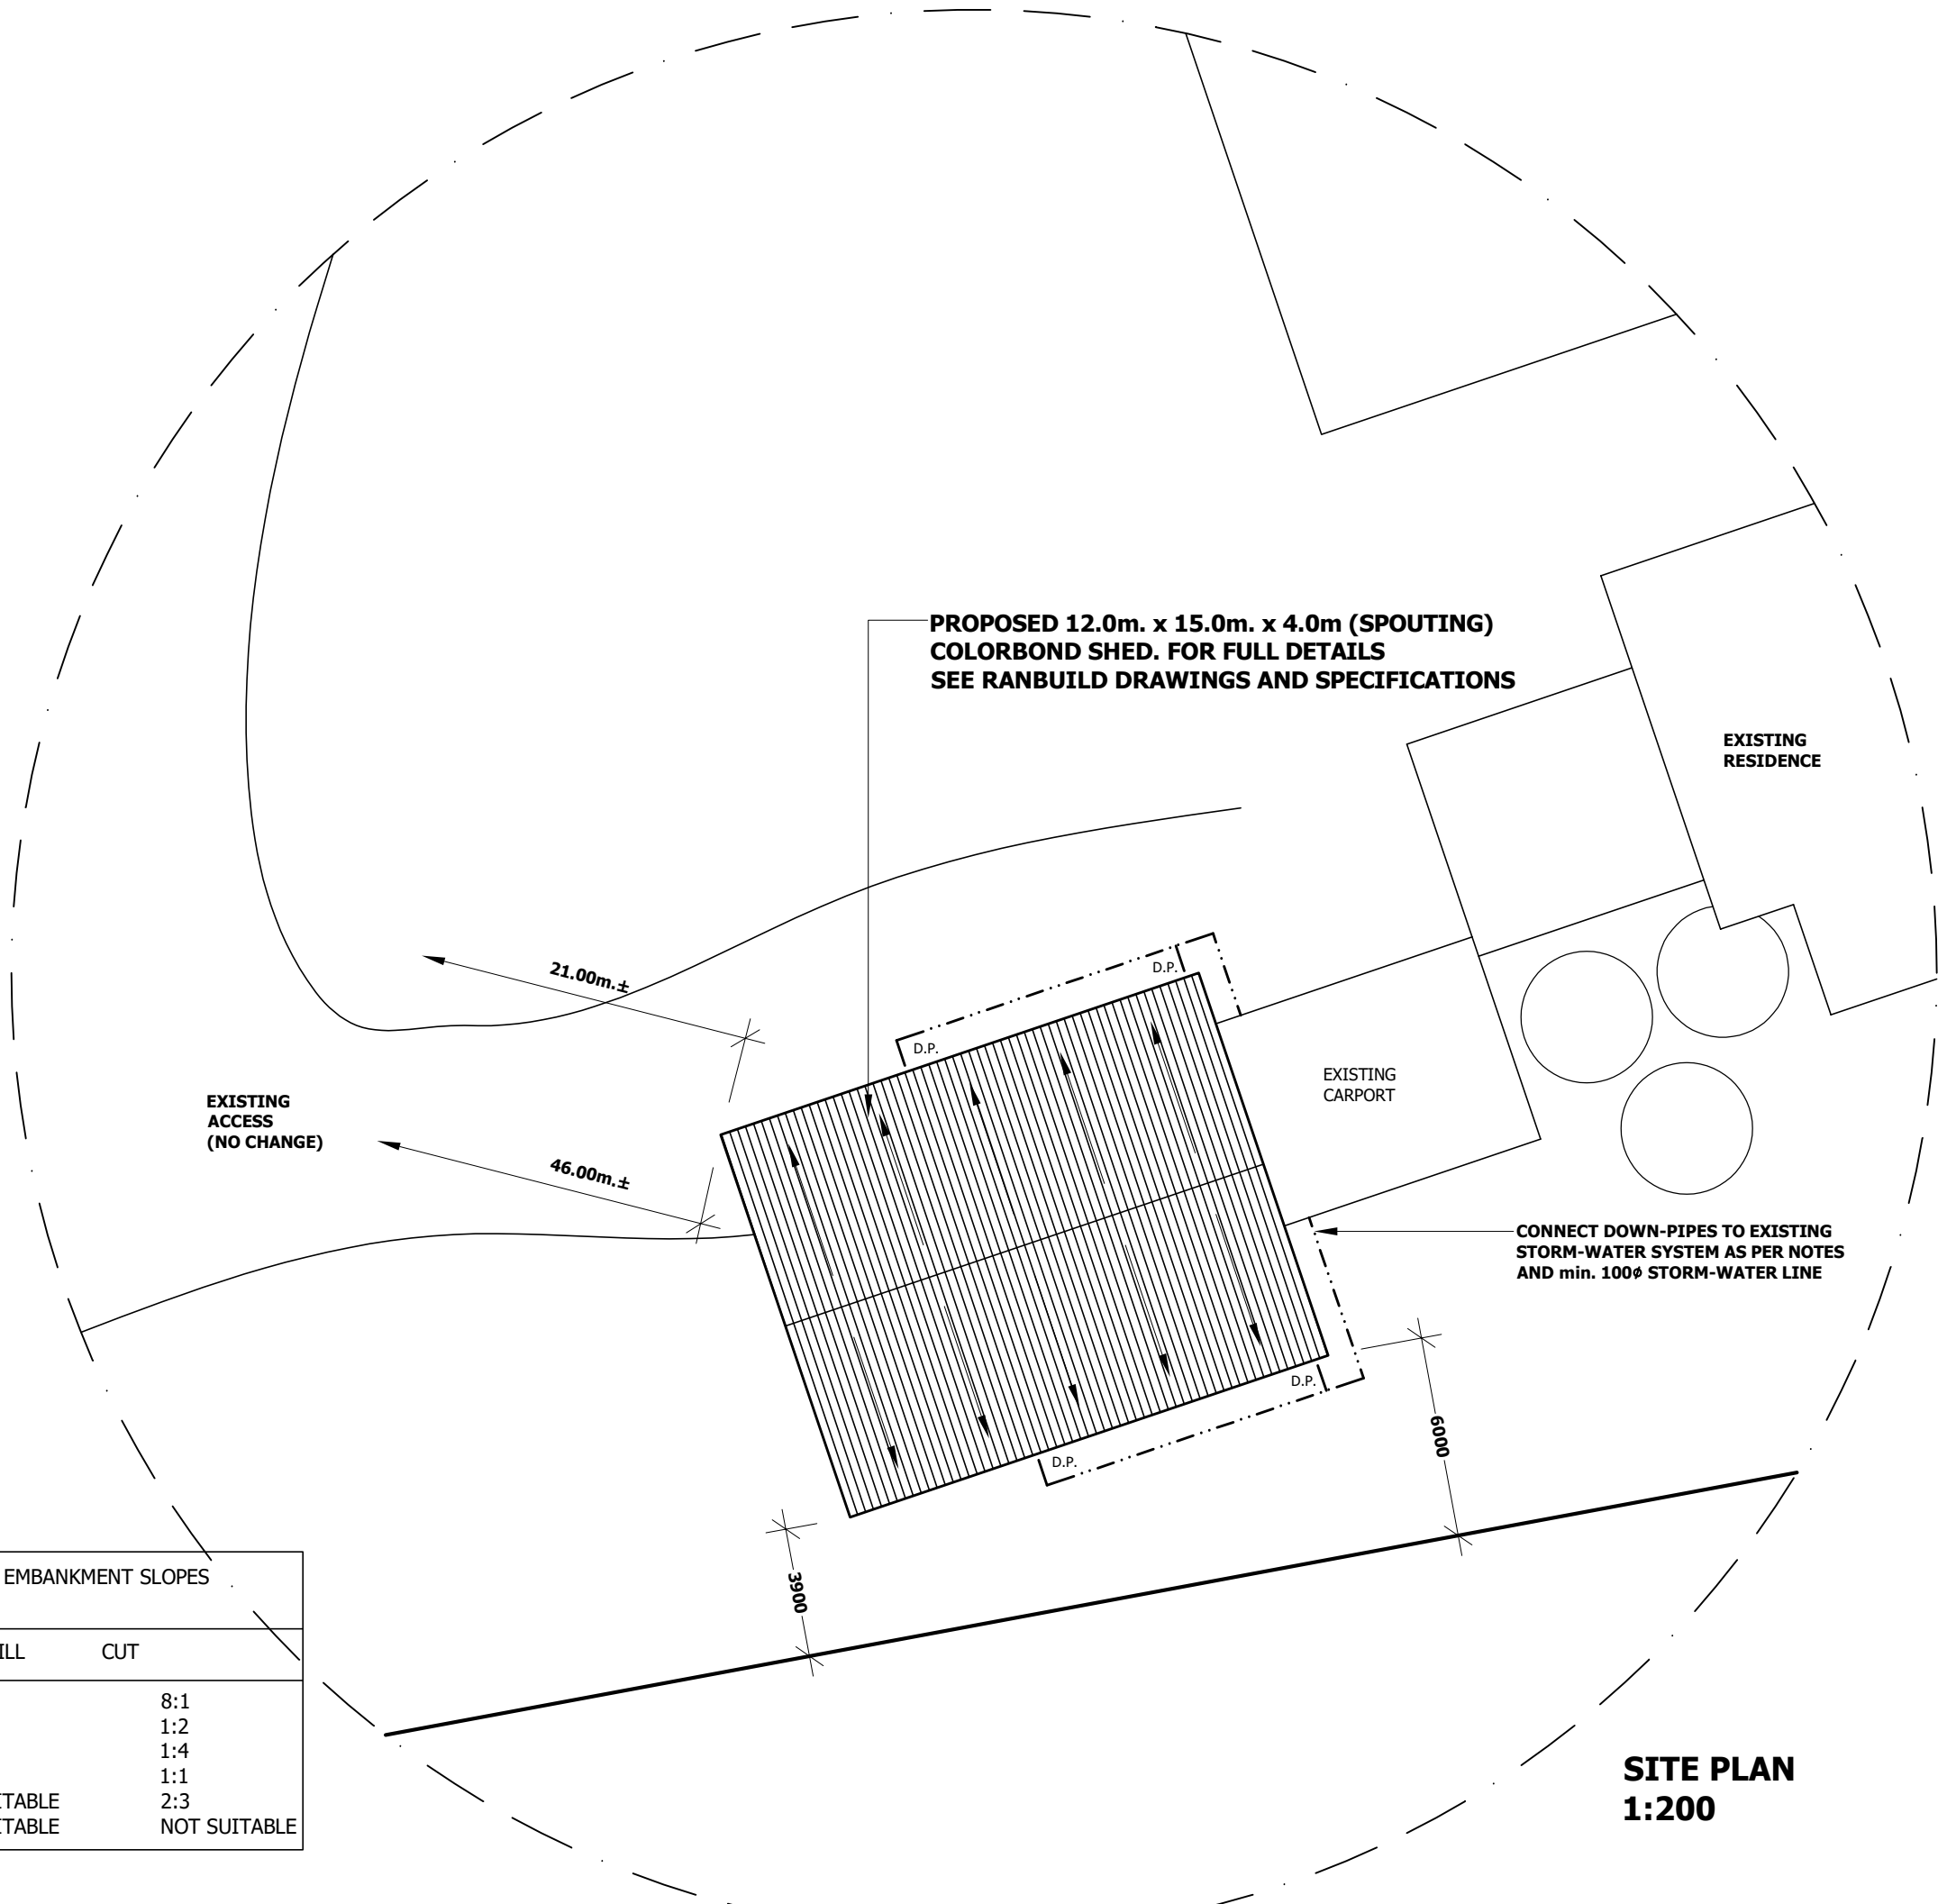 PROPOSED 12.0m. x 15.0m. x 4.0m (SPOUTING)
COLORBOND SHED. FOR FULL DETAILS
SEE RANBUILD DRAWINGS AND SPECIFICATIONS
EXISTING
RESIDENCE
21.00m.±
D.P.
D.P.
EXISTING
ACCESS
(NO CHANGE)
46.00m.±
EXISTING
CARPORT
CONNECT DOWN-PIPES TO EXISTING
STORM-WATER SYSTEM AS PER NOTES
AND min. 100ø STORM-WATER LINE
D.P.
D.P.
6000
3900
EMBANKMENT SLOPES
ILL CUT
8:1
1:2
1:4
1:1
ITABLE 2:3
ITABLE NOT SUITABLE
SITE PLAN
1:200